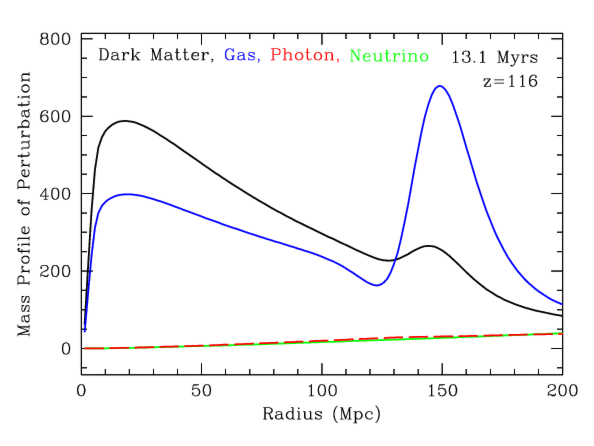 800
600
400
200
0
Mass Profile of Perturbation
Dark Matter, Gas, Photon, Neutrino 13.1 Myrs
z=116
0 50 100 150 200
Radius (Mpc)